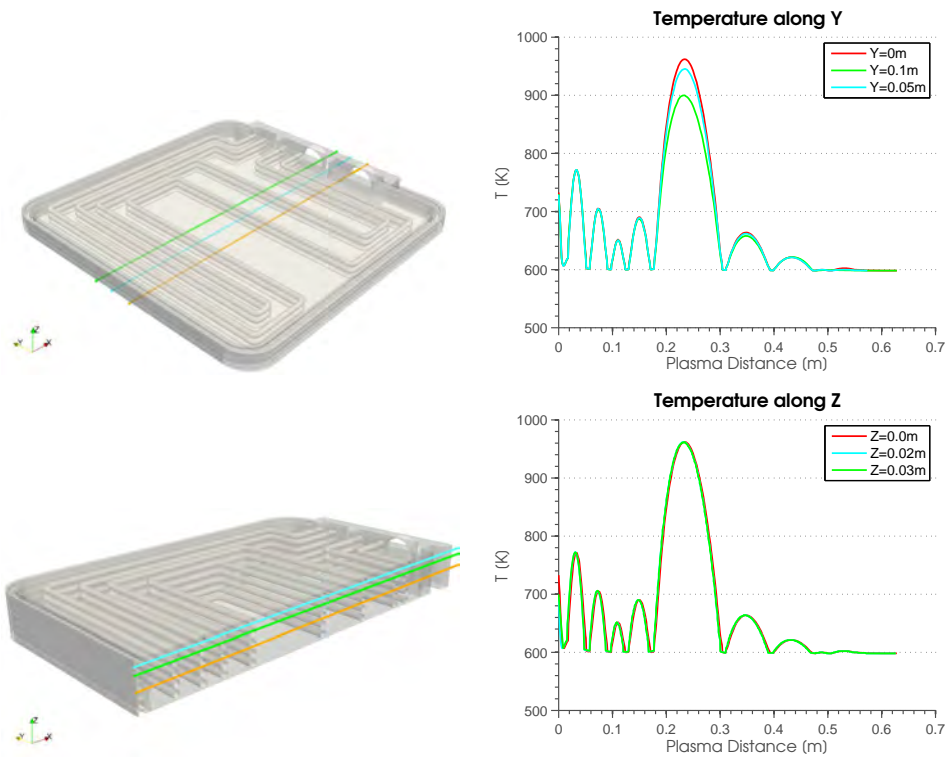 Temperature along Y
1000
900
800
700
600
500
T (K)
Y=0m
Y=0.1m
Y=0.05m
0 0.1 0.2 0.3 0.4 0.5 0.6 0.7
Plasma Distance (m)
Z
Y X
Temperature along Z
1000
900
800
700
600
500
T (K)
Z=0.0m
Z=0.02m
Z=0.03m
0 0.1 0.2 0.3 0.4 0.5 0.6 0.7
Plasma Distance (m)
Z
Y X